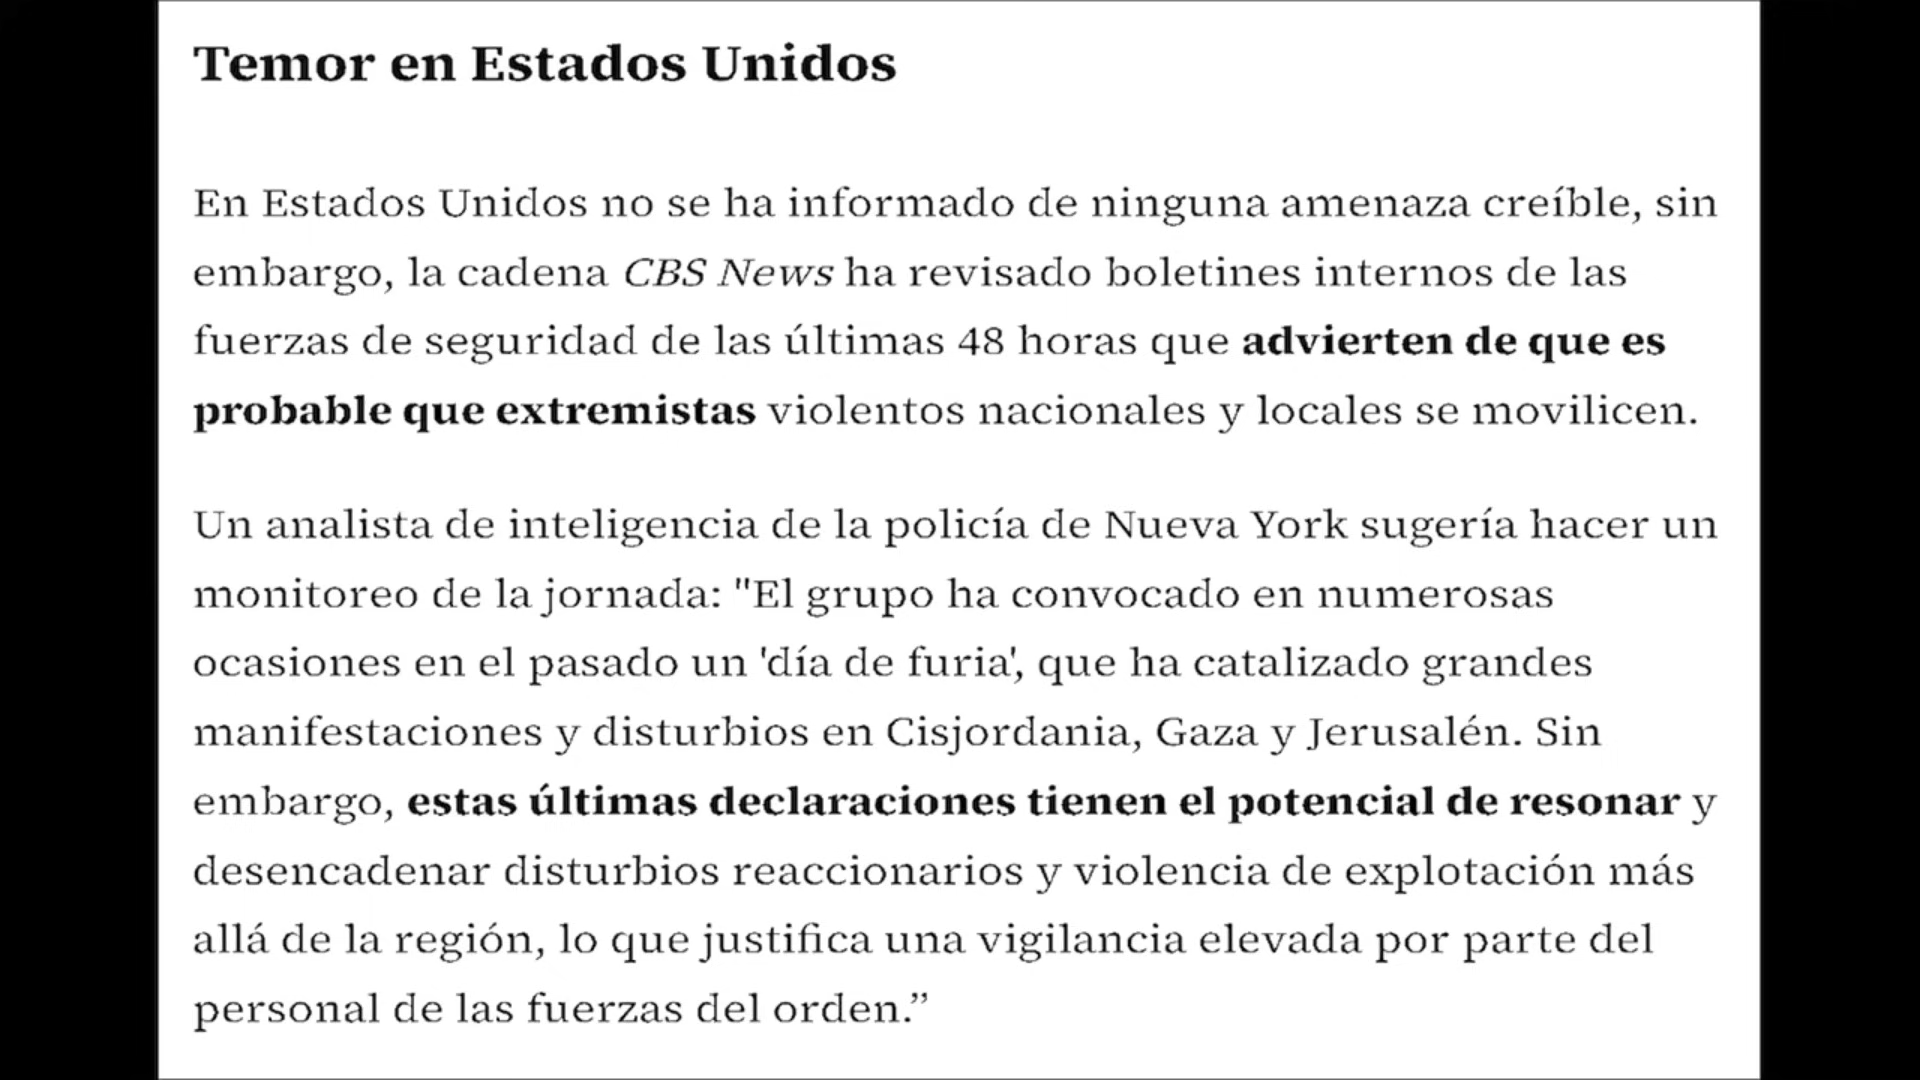 Temor en Estados Unidos
En Estados Unidos no se ha informado de ninguna amenaza creíble, sin
embargo, la cadena CBS News ha revisado boletines internos de las
fuerzas de seguridad de las últimas 48 horas que advierten de que es
probable que extremistas violentos nacionales y locales se movilicen.
Un analista de inteligencia de la policía de Nueva York sugería hacer un
monitoreo de la jornada: "El grupo ha convocado en numerosas
ocasiones en el pasado un 'día de furia', que ha catalizado grandes
manifestaciones y disturbios en Cisjordania, Gaza y Jerusalén. Sin
embargo, estas últimas declaraciones tienen el potencial de resonar y
desencadenar disturbios reaccionarios y violencia de explotación más
allá de la región, lo que justifica una vigilancia elevada por parte del
personal de las fuerzas del orden.”